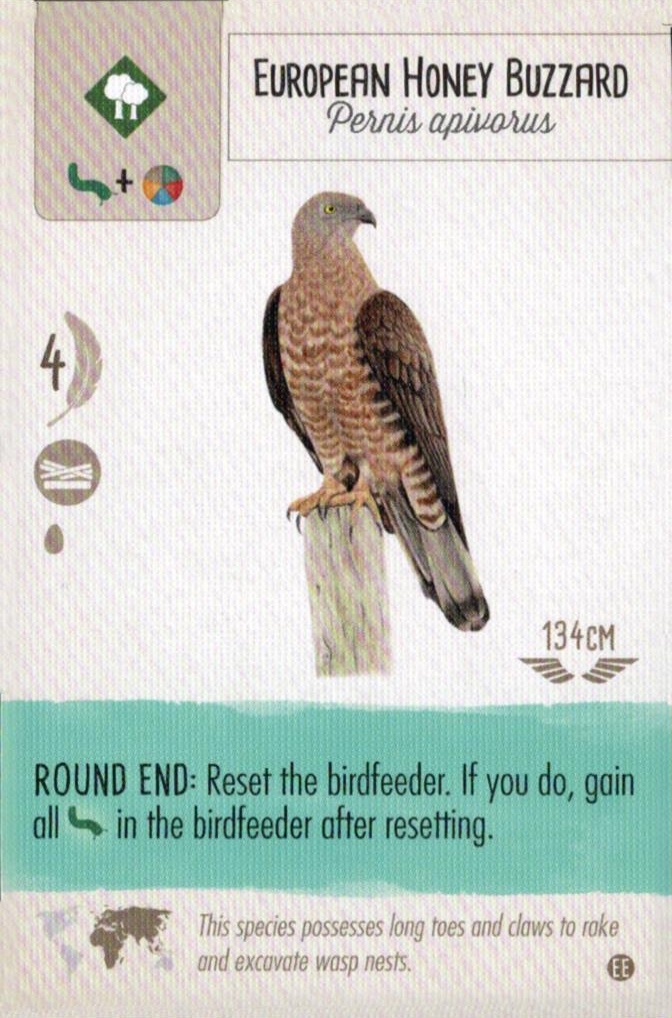 EUROPEAN HONEY BUZZARD
Pernis apivorus
+
4
134CM
ROUND END: Reset the birdfeeder. If you do, gain
all in the birdfeeder after resetting.
This species possesses long toes and claws to rake
and excavate wasp nests.
EE